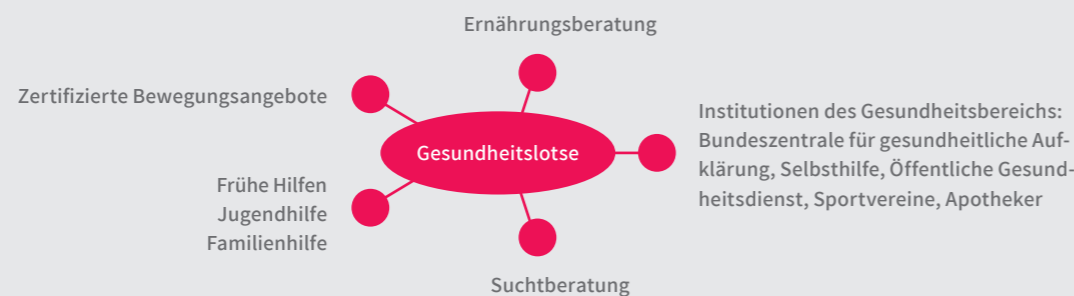 Ernährungsberatung
Zertifizierte Bewegungsangebote
Institutionen des Gesundheitsbereichs:
Bundeszentrale für gesundheitliche Auf-
klärung, Selbsthilfe, Öffentliche Gesund-
heitsdienst, Sportvereine, Apotheker
Gesundheitslotse
Frühe Hilfen
Jugendhilfe
Familienhilfe
Suchtberatung